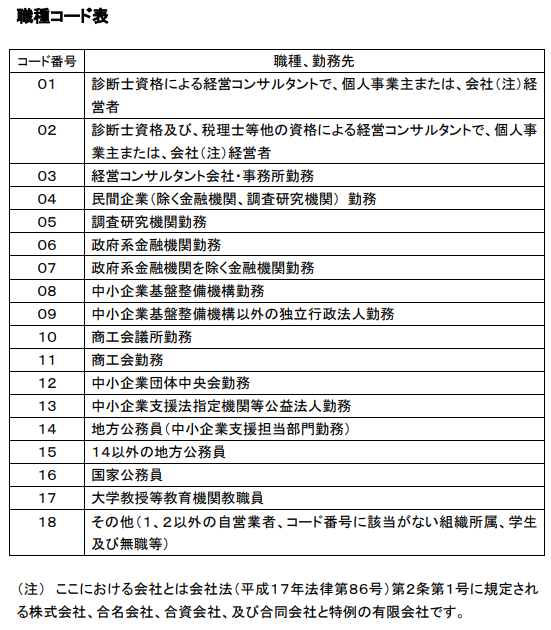 職種コード表
コード番号 職種、勤務先
01 診断士資格による経営コンサルタントで、個人事業主または、会社（注）経
営者
02 診断士資格及び、税理士等他の資格による経営コンサルタントで、個人事
業主または、会社（注）経営者
03 経営コンサルタント会社・事務所勤務
04 民間企業（除く金融機関、調査研究機関） 勤務
05 調査研究機関勤務
06 政府系金融機関勤務
07 政府系金融機関を除く金融機関勤務
08 中小企業基盤整備機構勤務
09 中小企業基盤整備機構以外の独立行政法人勤務
10 商工会議所勤務
11 商工会勤務
12 中小企業団体中央会勤務
13 中小企業支援法指定機関等公益法人勤務
14 地方公務員（中小企業支援担当部門勤務）
15 １４以外の地方公務員
16 国家公務員
17 大学教授等教育機関教職員
18 その他（１、２以外の自営業者、コード番号に該当がない組織所属、学生
及び無職等）
（注） ここにおける会社とは会社法（平成１７年法律第８６号）第２条第１号に規定され
る株式会社、合名会社、合資会社、及び合同会社と特例の有限会社です。